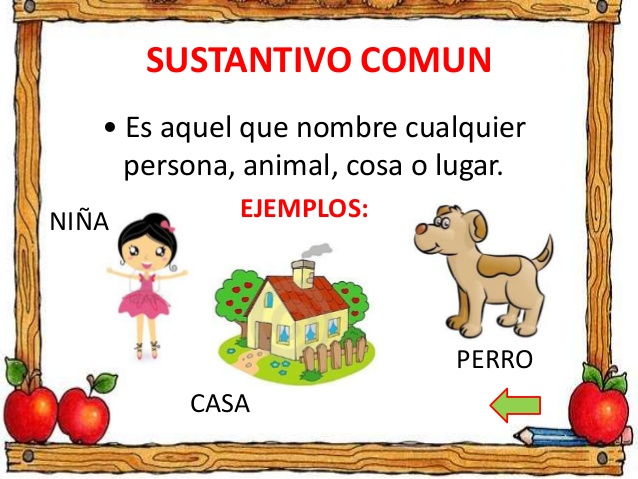 SUSTANTIVO COMUN
• Es aquel que nombre cualquier
persona, animal, cosa o lugar.
EJEMPLOS:
NIÑA
PERRO
CASA